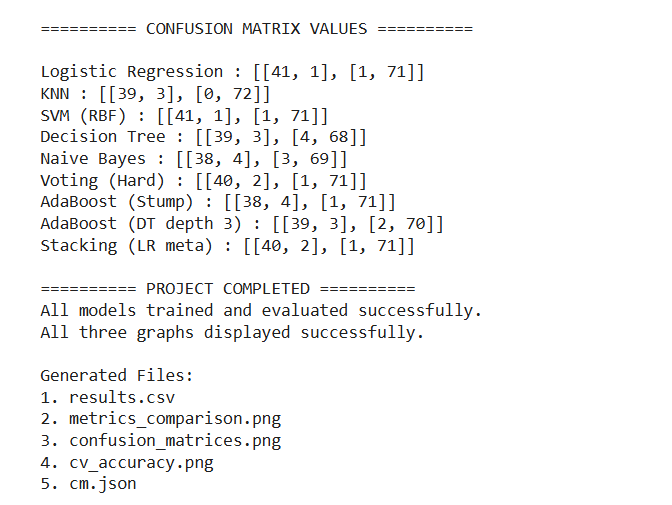 ========== CONFUSION MATRIX VALUES ==========
Logistic Regression : [[41, 1], [1, 71]]
KNN : [[39, 3], [0, 72]]
SVM (RBF) : [[41, 1], [1, 71]]
Decision Tree : [[39, 3], [4, 68]]
Naive Bayes : [[38, 4], [3, 69]]
Voting (Hard) : [[40, 2], [1, 71]]
AdaBoost (Stump) : [[38, 4], [1, 71]]
AdaBoost (DT depth 3) : [[39, 3], [2, 70]]
Stacking (LR meta) : [[40, 2], [1, 71]]
========== PROJECT COMPLETED ==========
All models trained and evaluated successfully.
All three graphs displayed successfully.
Generated Files:
1. results.csv
2. metrics_comparison.png
3. confusion_matrices.png
4. cv_accuracy.png
5. cm.json